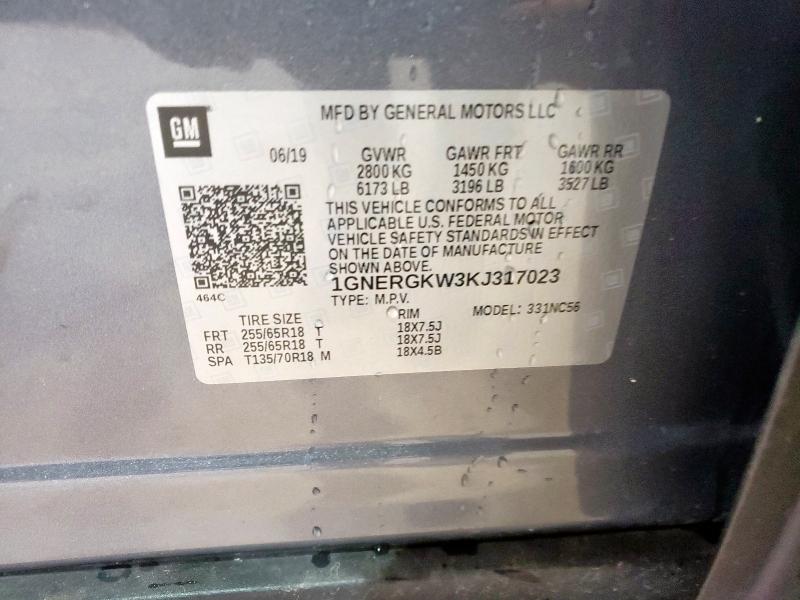 GM
MFD BY GENERAL MOTORS LLC
06/19 GVWR GAWR FRT GAWR RR
2800 KG 1450 KG 1600 KG
6173 LB 3196 LB 3527 LB
THIS VEHICLE CONFORMS TO ALL
APPLICABLE U.S. FEDERAL MOTOR
VEHICLE SAFETY STANDARDS IN EFFECT
ON THE DATE OF MANUFACTURE
SHOWN ABOVE.
464C
1GNERGKW3KJ317023
TYPE: M.P.V. MODEL: 331NC56
TIRE SIZE RIM
FRT 255/65R18 T 18X7.5J
RR 255/65R18 T 18X7.5J
SPA T135/70R18 M 18X4.5B